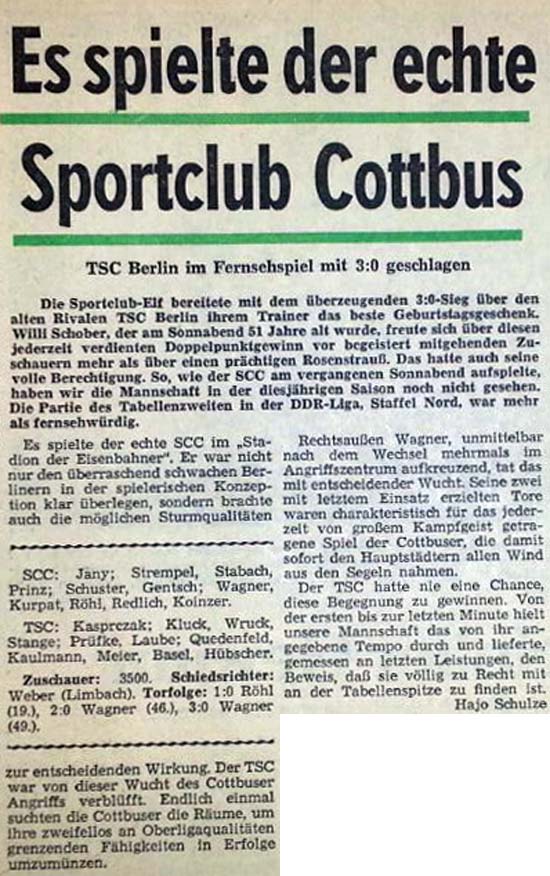 Es spielte der echte
Sportclub Cottbus
TSC Berlin im Fernsehspiel mit 3:0 geschlagen
Die Sportclub-Elf bereitete mit dem überzeugenden 3:0-Sieg über den
alten Rivalen TSC Berlin ihrem Trainer das beste Geburtstagsgeschenk.
Willi Schober, der am Sonnabend 51 Jahre alt wurde, freute sich über diesen
jederzeit verdienten Doppelpunktgewinn vor begeistert mitgehenden Zu-
schauern mehr als über einen prächtigen Rosenstrauß. Das hatte auch seine
volle Berechtigung. So, wie der SCC am vergangenen Sonnabend aufspielte,
haben wir die Mannschaft in der diesjährigen Saison noch nicht gesehen.
Die Partie des Tabellenzweiten in der DDR-Liga, Staffel Nord, war mehr
als fernsehwürdig.
Es spielte der echte SCC im „Sta-
dion der Eisenbahner“. Er war nicht
nur den überraschend schwachen Ber-
linern in der spielerischen Konzep-
tion klar überlegen, sondern brachte
auch die möglichen Sturmqualitäten
SCC: Jany; Strempel, Stabach,
Prinz; Schuster, Gentsch; Wagner,
Kurpat, Röhl, Redlich, Koinzer.
TSC: Kasprczak; Kluck, Wruck,
Stange; Prüfke, Laube; Quedenfeld,
Kaulmann, Meier, Basel, Hübscher.
Zuschauer: 3500. Schiedsrichter:
Weber (Limbach). Torfolge: 1:0 Röhl
(19.), 2:0 Wagner (46.), 3:0 Wagner
(49.).
zur entscheidenden Wirkung. Der TSC
war von dieser Wucht des Cottbuser
Angriffs verblüfft. Endlich einmal
suchten die Cottbuser die Räume, um
ihre zweifellos an Oberligaqualitäten
grenzenden Fähigkeiten in Erfolge
umzumünzen.
Rechtsaußen Wagner, unmittelbar
nach dem Wechsel mehrmals im
Angriffszentrum aufkreuzend, tat das
mit entscheidender Wucht. Seine zwei
mit letztem Einsatz erzielten Tore
waren charakteristisch für das jeder-
zeit von großem Kampfgeist getra-
gene Spiel der Cottbuser, die damit
sofort den Hauptstädtern allen Wind
aus den Segeln nahmen.
Der TSC hatte nie eine Chance,
diese Begegnung zu gewinnen. Von
der ersten bis zur letzten Minute hielt
unsere Mannschaft das von ihr an-
gegebene Tempo durch und lieferte,
gemessen an letzten Leistungen, den
Beweis, daß sie völlig zu Recht mit
an der Tabellenspitze zu finden ist.
Hajo Schulze